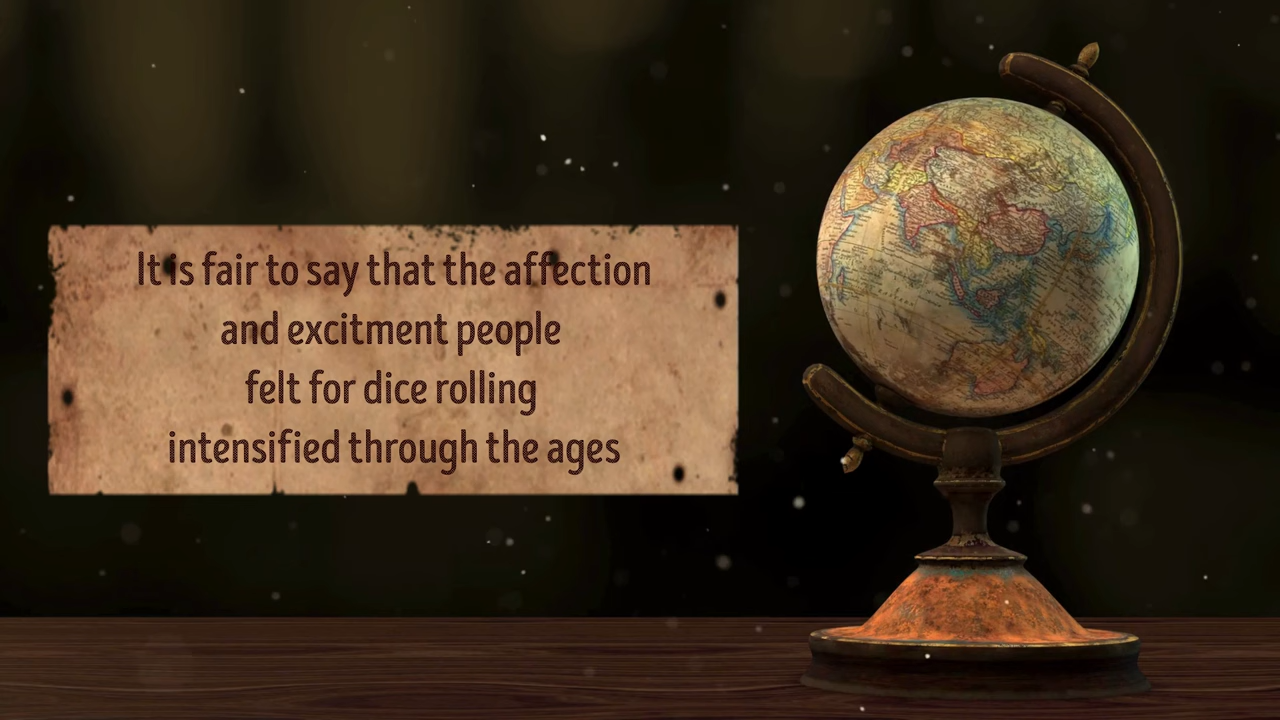 It is fair to say that the affection
and excitment people
felt for dice rolling
intensified through the ages